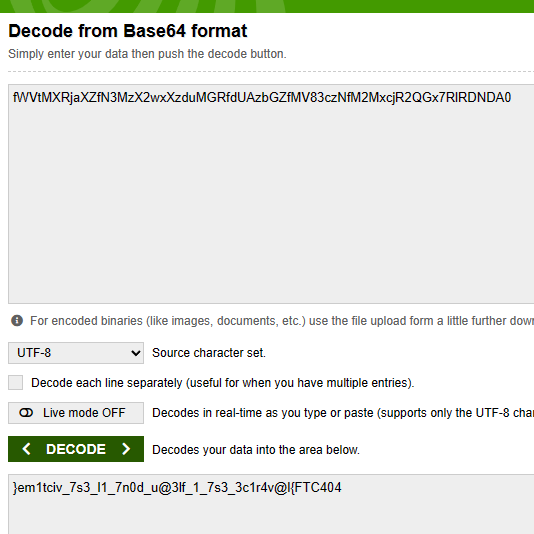 Decode from Base64 format
Simply enter your data then push the decode button.
fWVtMXRjaXZfN3MzX2wxXzduMGRfdUAzbGZfMV83czNfM2MxcjR2QGx7RlRDNDA0
For encoded binaries (like images, documents, etc.) use the file upload form a little further down
UTF-8 Source character set.
Decode each line separately (useful for when you have multiple entries).
Live mode OFF Decodes in real-time as you type or paste (supports only the UTF-8 cha
< DECODE > Decodes your data into the area below.
}em1tciv_7s3_l1_7n0d_u@3lf_1_7s3_3c1r4v@l{FTC404